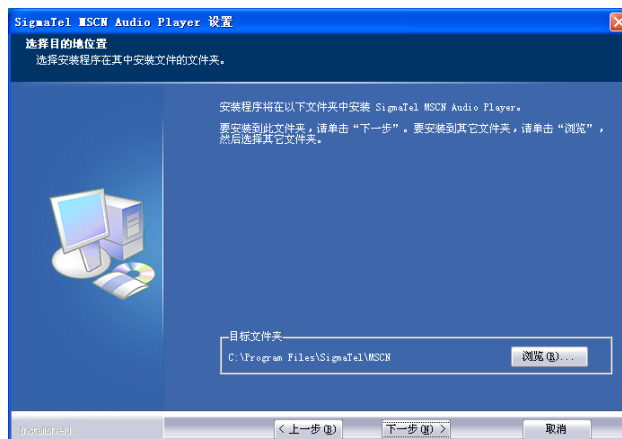 SigmaTel MSCN Audio Player 设置
选择目的地位置
选择安装程序在其中安装文件的文件夹。
安装程序将在以下文件夹中安装 SigmaTel MSCN Audio Player。
要安装到此文件夹，请单击“下一步”。要安装到其它文件夹，请单击“浏览”，
然后选择其它文件夹。
目标文件夹
C:\Program Files\SigmaTel\MSCN
浏览(R)...
InstallShield
< 上一步(B)
下一步(N) >
取消